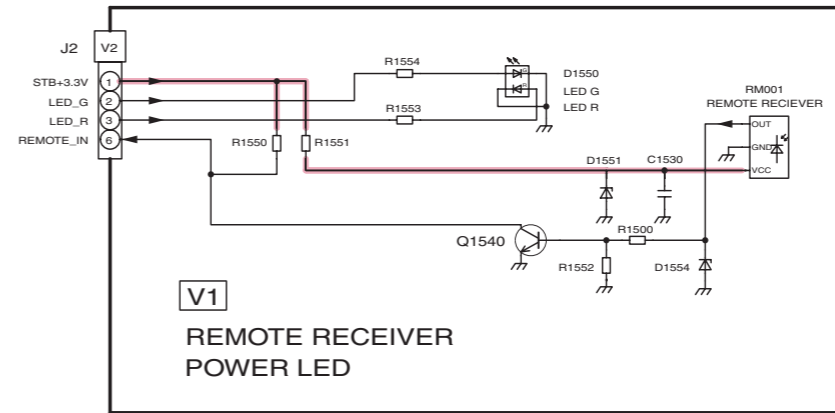 J2
V2
STB+3.3V
1
LED_G
2
LED_R
3
REMOTE_IN
6
R1554
R1553
G
R
D1550
LED G
LED R
RM001
REMOTE RECIEVER
OUT
GND
VCC
R1550
R1551
D1551
C1530
Q1540
R1500
R1552
D1554
V1
REMOTE RECEIVER
POWER LED